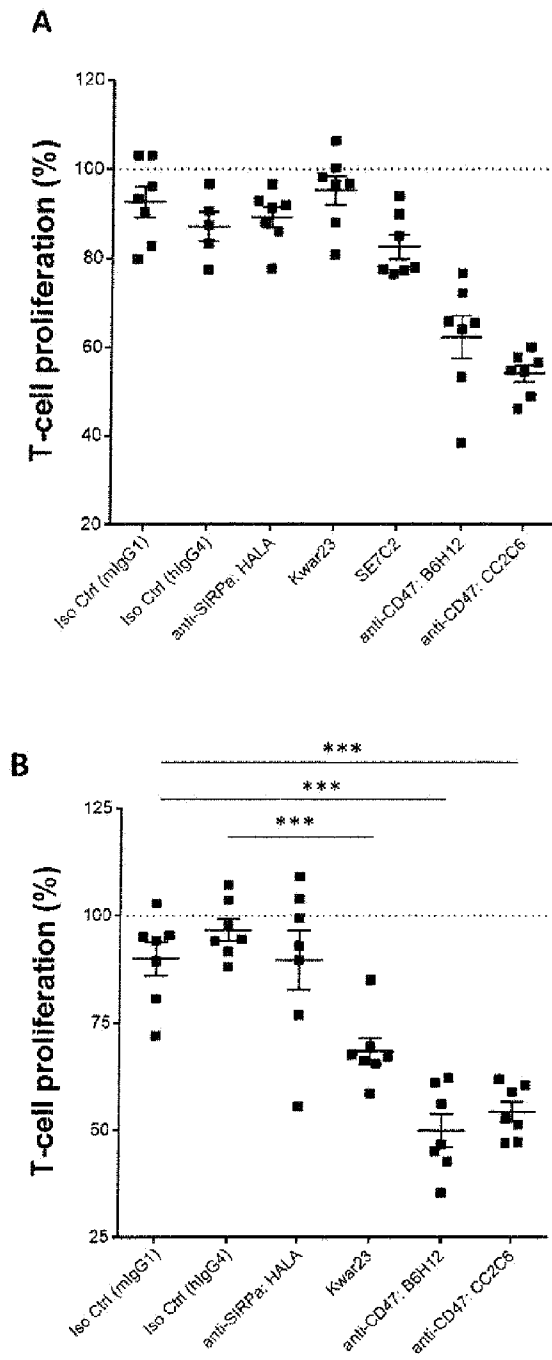 A
T-cell proliferation (%)
120
100
80
60
40
20
Iso Ctrl (mIgG1)
Iso Ctrl (hIgG4)
anti-SIRPa: HALA
Kwar23
SE7C2
anti-CD47: B6H12
anti-CD47: CC2C6
B
***
***
***
T-cell proliferation (%)
125
100
75
50
25
Iso Ctrl (mIgG1)
Iso Ctrl (hIgG4)
anti-SIRPa: HALA
Kwar23
anti-CD47: B6H12
anti-CD47: CC2C6